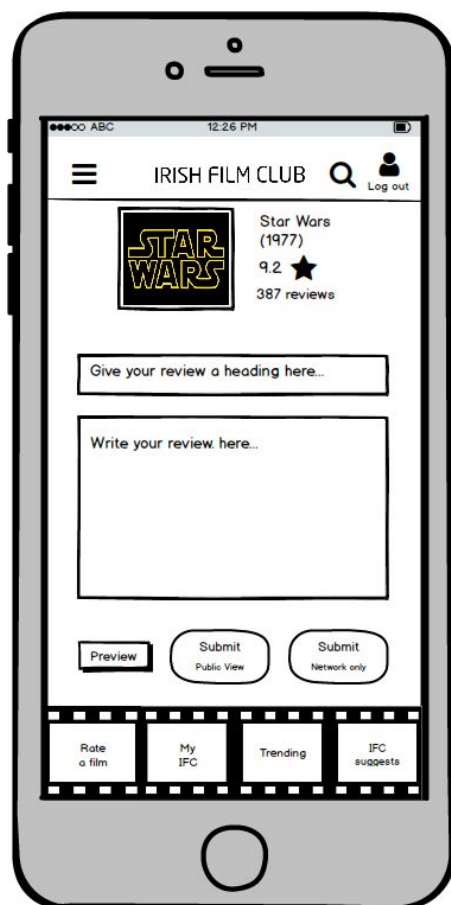 ABC 12:26 PM
IRISH FILM CLUB
Log out
STAR
WARS
Star Wars
(1977)
9.2
387 reviews
Give your review a heading here...
Write your review. here...
Preview
Submit
Public View
Submit
Network only
Rate
a film
My
IFC
Trending
IFC
suggests